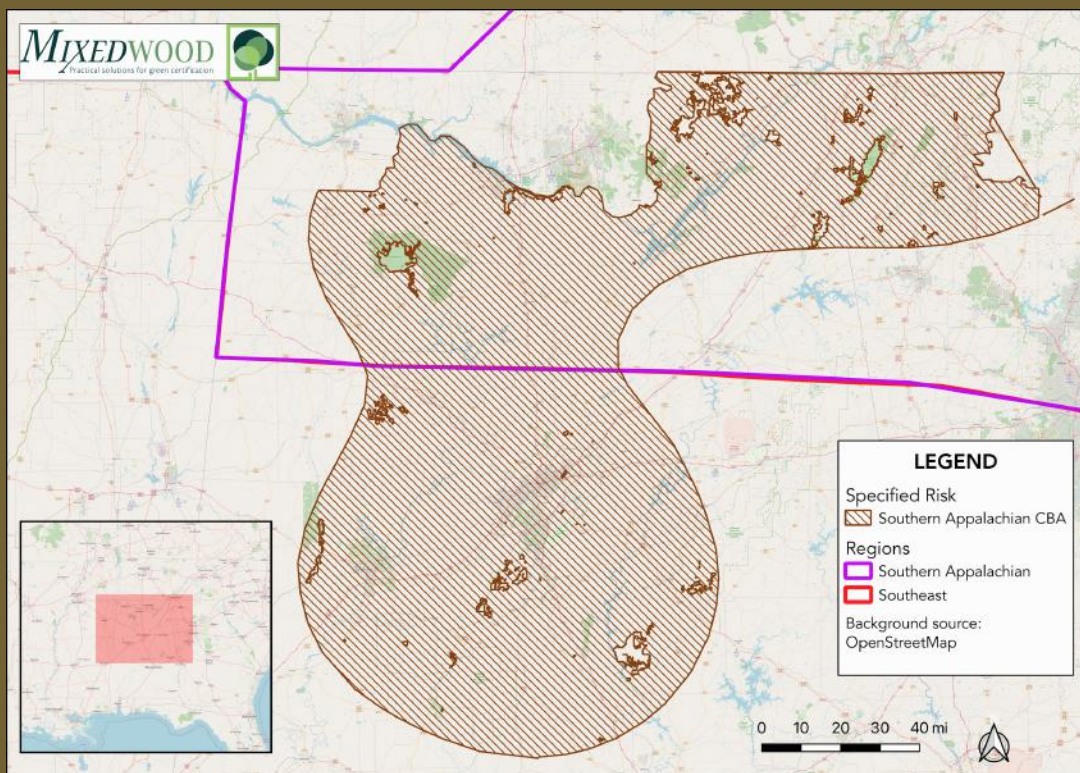 MIXEDWOOD
Practical solutions for green certification
LEGEND
Specified Risk
Southern Appalachian CBA
Regions
Southern Appalachian
Southeast
Background source:
OpenStreetMap
0 10 20 30 40 mi